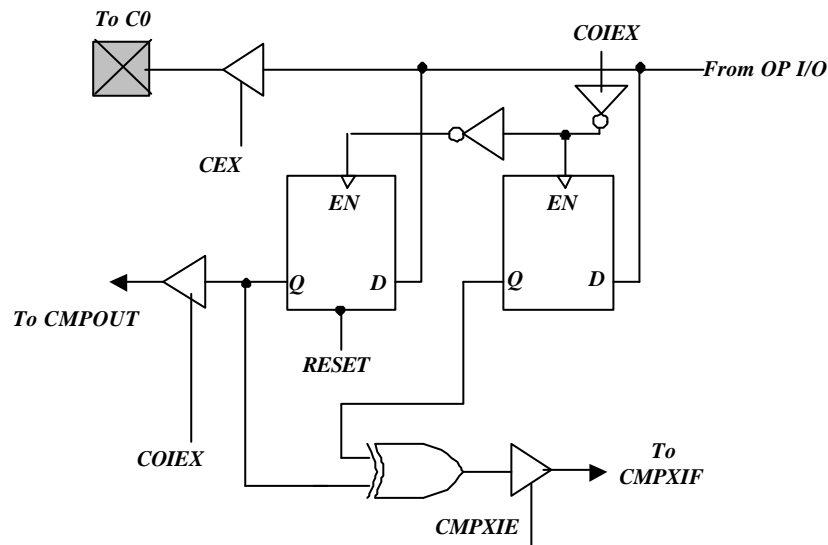 To C0
COIEX
From OP I/O
CEX
EN
EN
Q
D
Q
D
To CMPOUT
RESET
COIEX
To
CMPXIF
CMPXIE